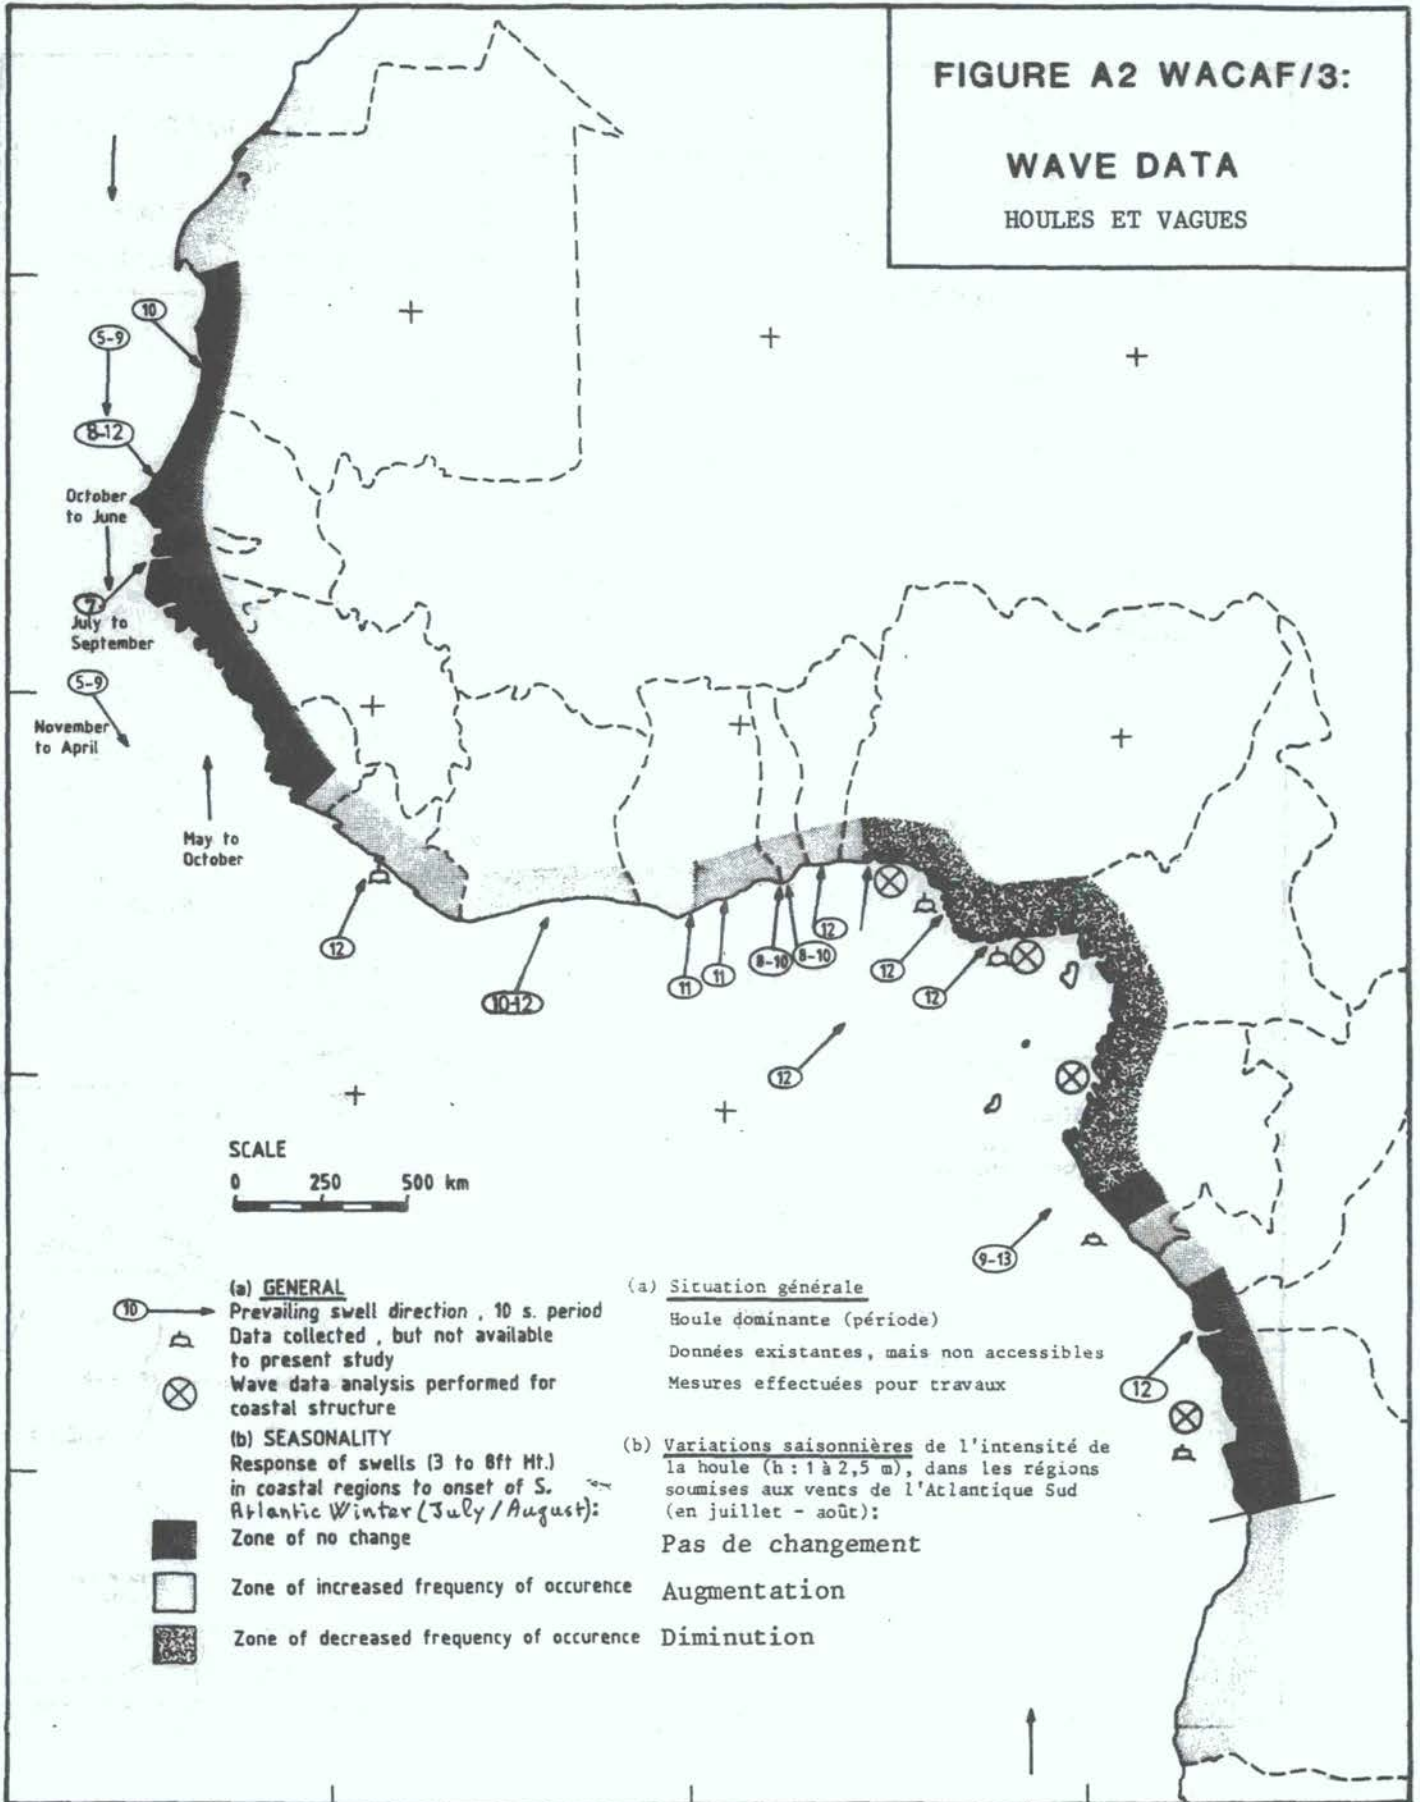 FIGURE A2 WACAF/3:
WAVE DATA
HOULES ET VAGUES
?
10
5-9
8-12
October
to June
7
July to
September
5-9
November
to April
May to
October
12
10-12
11
11
8-10
8-10
12
12
12
12
9-13
12
SCALE
0 250 500 km
(a) GENERAL
10 Prevailing swell direction , 10 s. period
Data collected , but not available
to present study
Wave data analysis performed for
coastal structure
(b) SEASONALITY
Response of swells (3 to 8ft Ht.)
in coastal regions to onset of S.
Atlantic Winter (July/August):
Zone of no change
Zone of increased frequency of occurence
Zone of decreased frequency of occurence
(a) Situation générale
Houle dominante (période)
Données existantes, mais non accessibles
Mesures effectuées pour travaux
(b) Variations saisonnières de l'intensité de
la houle (h : 1 à 2,5 m), dans les régions
soumises aux vents de l'Atlantique Sud
(en juillet - août):
Pas de changement
Augmentation
Diminution